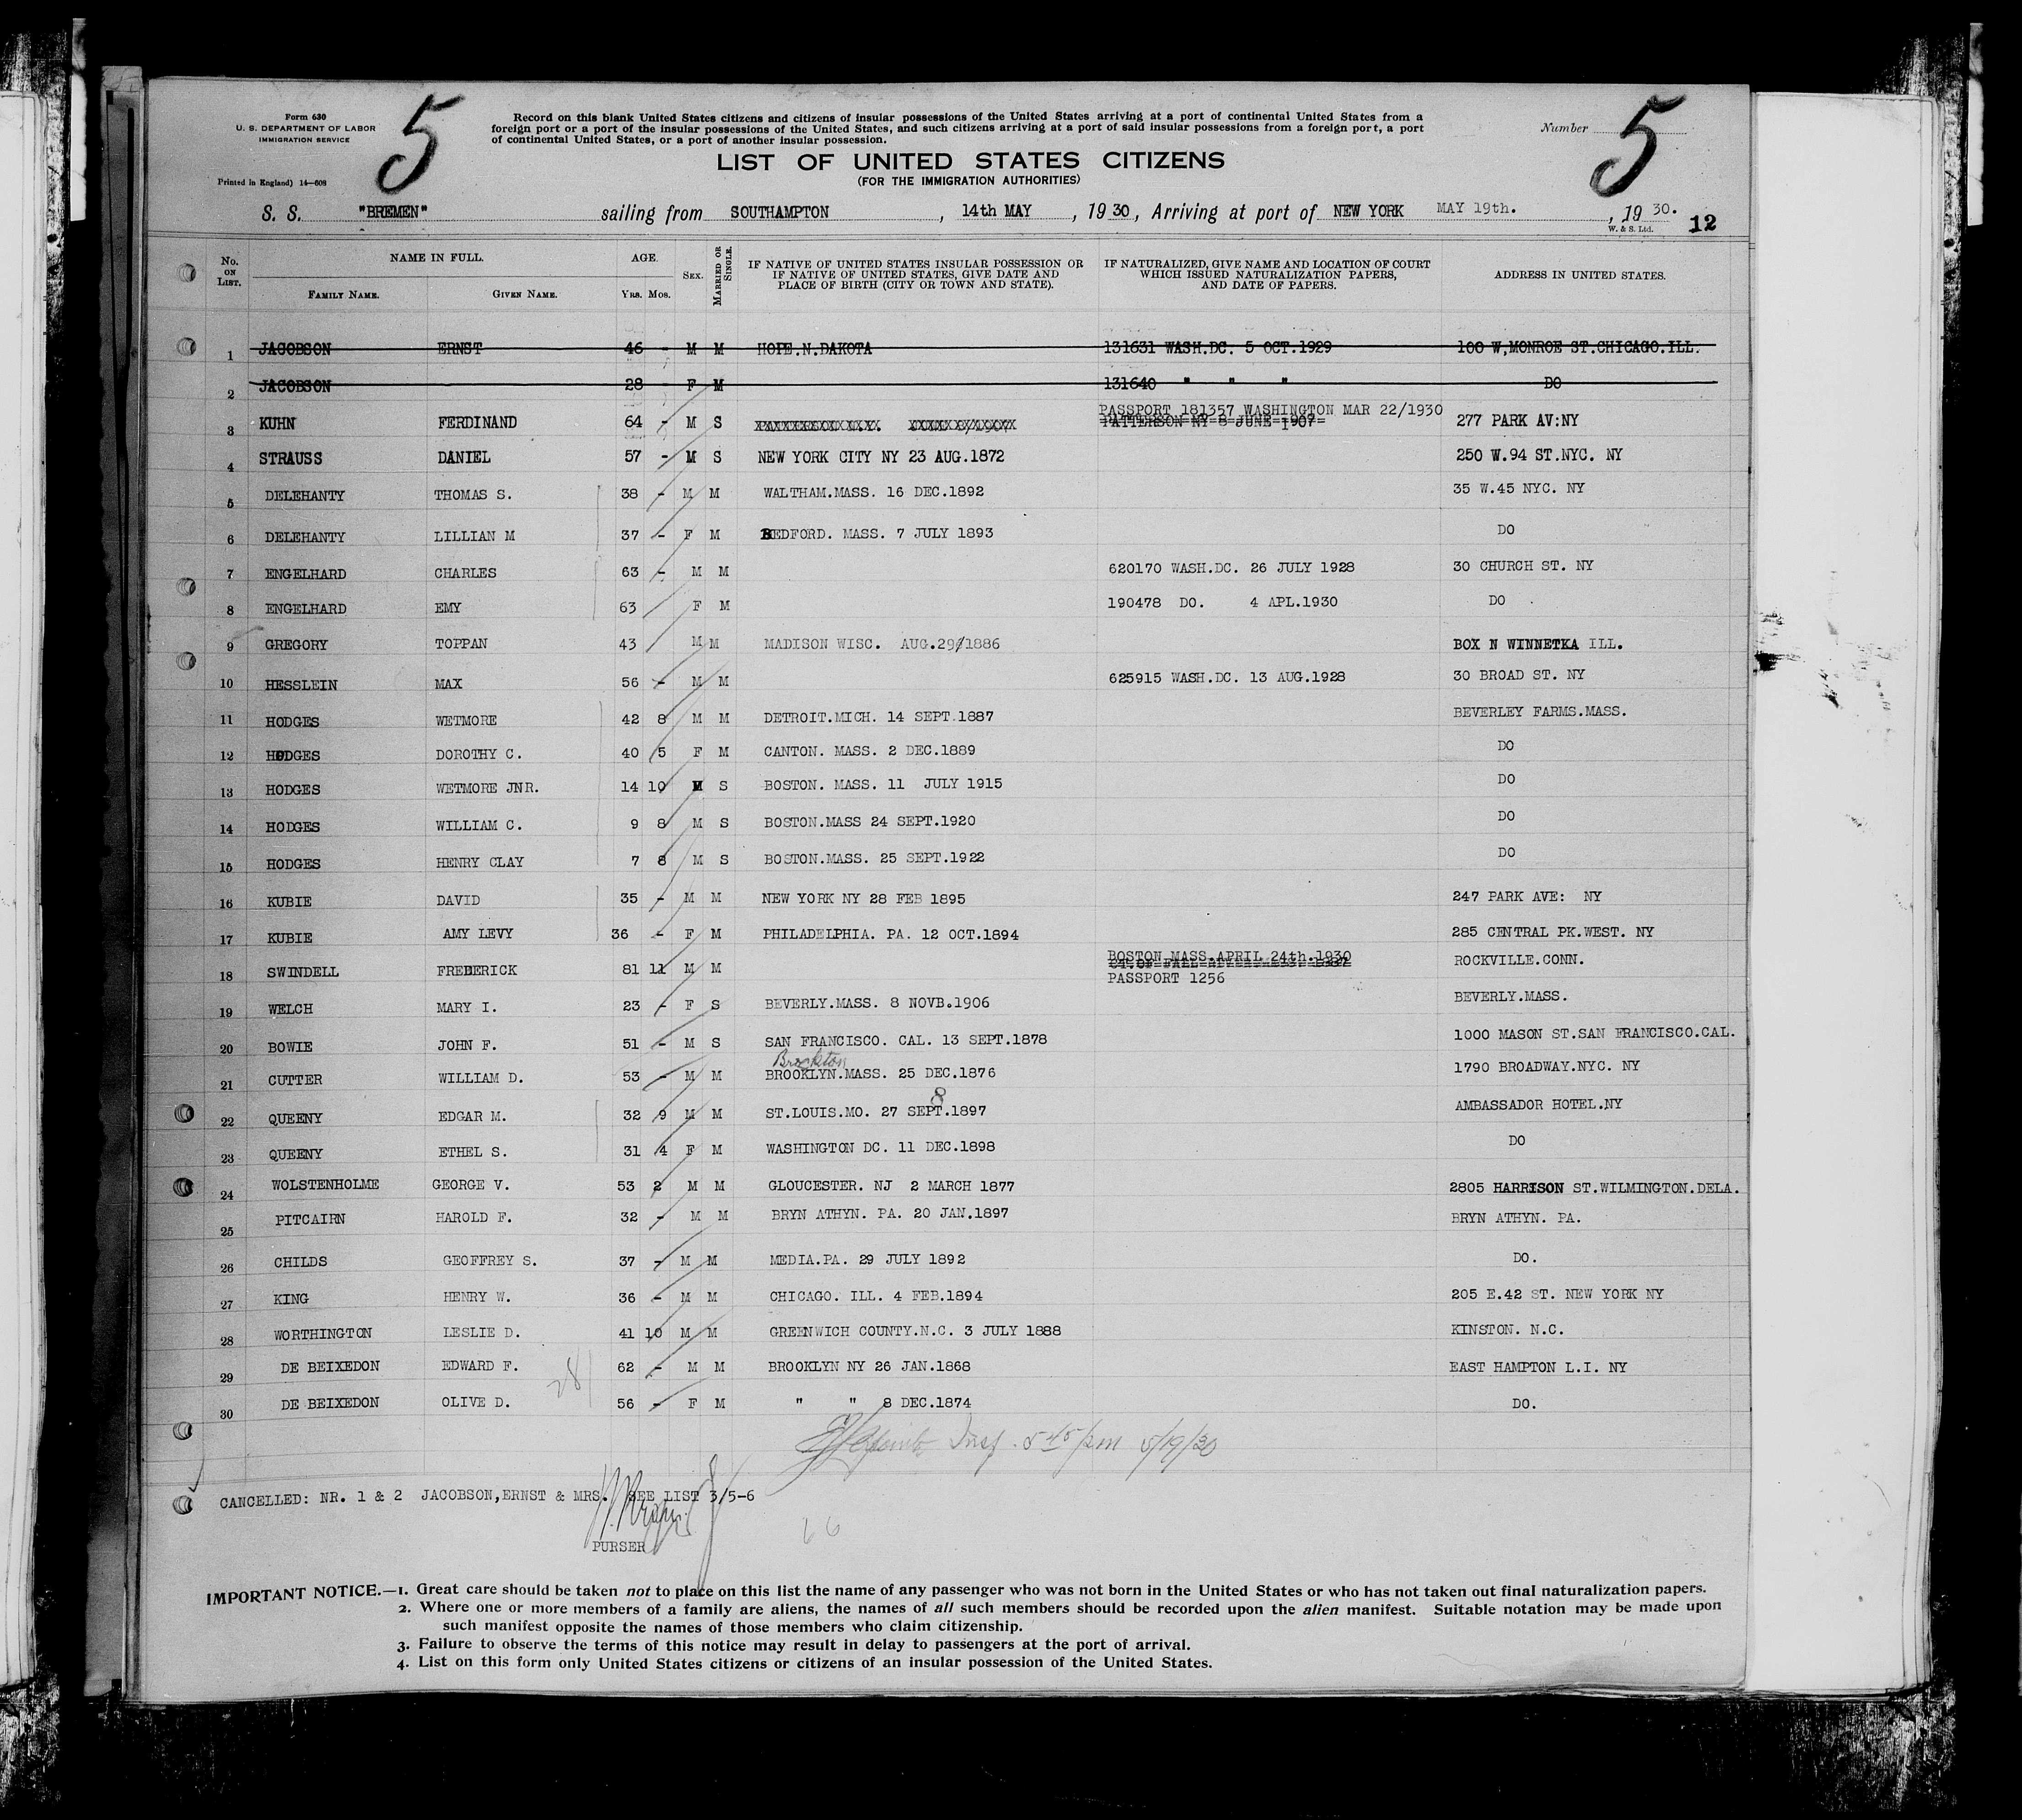 Form 630
U. S. DEPARTMENT OF LABOR
IMMIGRATION SERVICE
Printed in England) 14—608
5
Record on this blank United States citizens and citizens of insular possessions of the United States arriving at a port of continental United States from a
foreign port or a port of the insular possessions of the United States, and such citizens arriving at a port of said insular possessions from a foreign port, a port
of continental United States, or a port of another insular possession.
Number 5
LIST OF UNITED STATES CITIZENS
(FOR THE IMMIGRATION AUTHORITIES)
S. S. "BREMEN" sailing from SOUTHAMPTON, 14th MAY, 1930, Arriving at port of NEW YORK MAY 19th., 1930.
W. & S. Ltd. 12
No. ON LIST. NAME IN FULL. FAMILY NAME. GIVEN NAME. AGE. YRS. MOS. SEX. MARRIED OR SINGLE. IF NATIVE OF UNITED STATES INSULAR POSSESSION OR IF NATIVE OF UNITED STATES, GIVE DATE AND PLACE OF BIRTH (CITY OR TOWN AND STATE). IF NATURALIZED, GIVE NAME AND LOCATION OF COURT WHICH ISSUED NATURALIZATION PAPERS, AND DATE OF PAPERS. ADDRESS IN UNITED STATES.
1 JACOBSON ERNST 46 - M M HOPE.N.DAKOTA 131631 WASH.DC. 5 OCT.1929 100 W.MONROE ST.CHICAGO.ILL.
2 JACOBSON 28 - F M 131640 " " " DO
PASSPORT 181357 WASHINGTON MAR 22/1930
3 KUHN FERDINAND 64 - M S PATTERSON NY 8 JUNE 1907 277 PARK AV:NY
4 STRAUSS DANIEL 57 - M S NEW YORK CITY NY 23 AUG.1872 250 W.94 ST.NYC. NY
5 DELEHANTY THOMAS S. 38 - M M WALTHAM.MASS. 16 DEC.1892 35 W.45 NYC. NY
6 DELEHANTY LILLIAN M 37 - F M BEDFORD. MASS. 7 JULY 1893 DO
7 ENGELHARD CHARLES 63 - M M 620170 WASH.DC. 26 JULY 1928 30 CHURCH ST. NY
8 ENGELHARD EMY 63 F M 190478 DO. 4 APL.1930 DO
9 GREGORY TOPPAN 43 M M MADISON WISC. AUG.29/1886 BOX N WINNETKA ILL.
10 HESSLEIN MAX 56 - M M 625915 WASH.DC. 13 AUG.1928 30 BROAD ST. NY
11 HODGES WETMORE 42 8 M M DETROIT.MICH. 14 SEPT.1887 BEVERLEY FARMS.MASS.
12 HODGES DOROTHY C. 40 5 F M CANTON. MASS. 2 DEC.1889 DO
13 HODGES WETMORE JNR. 14 10 M S BOSTON. MASS. 11 JULY 1915 DO
14 HODGES WILLIAM C. 9 8 M S BOSTON.MASS 24 SEPT.1920 DO
15 HODGES HENRY CLAY 7 8 M S BOSTON.MASS. 25 SEPT.1922 DO
16 KUBIE DAVID 35 - M M NEW YORK NY 28 FEB 1895 247 PARK AVE: NY
17 KUBIE AMY LEVY 36 - F M PHILADELPHIA. PA. 12 OCT.1894 285 CENTRAL PK.WEST. NY
BOSTON MASS.APRIL 24th.1930
18 SWINDELL FREDERICK 81 11 M M ROCKVILLE.CONN.
PASSPORT 1256
19 WELCH MARY I. 23 - F S BEVERLY.MASS. 8 NOVB.1906 BEVERLY.MASS.
20 BOWIE JOHN F. 51 - M S SAN FRANCISCO. CAL. 13 SEPT.1878 1000 MASON ST.SAN FRANCISCO.CAL.
Brockton
21 CUTTER WILLIAM D. 53 - M M BROOKLYN.MASS. 25 DEC.1876 1790 BROADWAY.NYC. NY
8
22 QUEENY EDGAR M. 32 9 M M ST.LOUIS.MO. 27 SEPT.1897 AMBASSADOR HOTEL.NY
23 QUEENY ETHEL S. 31 4 F M WASHINGTON DC. 11 DEC.1898 DO
24 WOLSTENHOLME GEORGE V. 53 2 M M GLOUCESTER. NJ 2 MARCH 1877 2805 HARRISON ST.WILMINGTON.DELA.
25 PITCAIRN HAROLD F. 32 - M M BRYN ATHYN. PA. 20 JAN.1897 BRYN ATHYN. PA.
26 CHILDS GEOFFREY S. 37 - M M MEDIA.PA. 29 JULY 1892 DO.
27 KING HENRY W. 36 - M M CHICAGO. ILL. 4 FEB.1894 205 E.42 ST. NEW YORK NY
28 WORTHINGTON LESLIE D. 41 10 M M GREENWICH COUNTY.N.C. 3 JULY 1888 KINSTON. N.C.
29 DE BEIXEDON EDWARD F. 62 - M M BROOKLYN NY 26 JAN.1868 EAST HAMPTON L.I. NY
28
30 DE BEIXEDON OLIVE D. 56 - F M " " 8 DEC.1874 DO.
Insp. 5 45 pm 5/19/30
CANCELLED: NR. 1 & 2 JACOBSON,ERNST & MRS. SEE LIST 3/5-6
PURSER
66
IMPORTANT NOTICE.—1. Great care should be taken not to place on this list the name of any passenger who was not born in the United States or who has not taken out final naturalization papers.
2. Where one or more members of a family are aliens, the names of all such members should be recorded upon the alien manifest. Suitable notation may be made upon
such manifest opposite the names of those members who claim citizenship.
3. Failure to observe the terms of this notice may result in delay to passengers at the port of arrival.
4. List on this form only United States citizens or citizens of an insular possession of the United States.